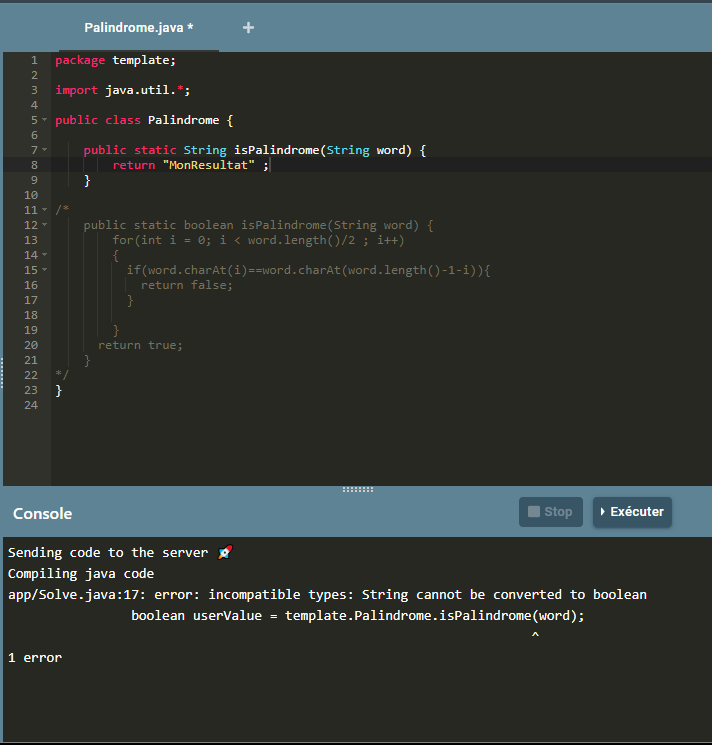 Palindrome.java *
+
1 package template;
2
3 import java.util.*;
4
5 public class Palindrome {
6
7 public static String isPalindrome(String word) {
8 return "MonResultat" ;
9 }
10
11 /*
12 public static boolean isPalindrome(String word) {
13 for(int i = 0; i < word.length()/2 ; i++)
14 {
15 if(word.charAt(i)==word.charAt(word.length()-1-i)){
16 return false;
17 }
18
19 }
20 return true;
21 }
22 */
23 }
24
Console
Stop
Exécuter
Sending code to the server 🚀
Compiling java code
app/Solve.java:17: error: incompatible types: String cannot be converted to boolean
boolean userValue = template.Palindrome.isPalindrome(word);
^
1 error